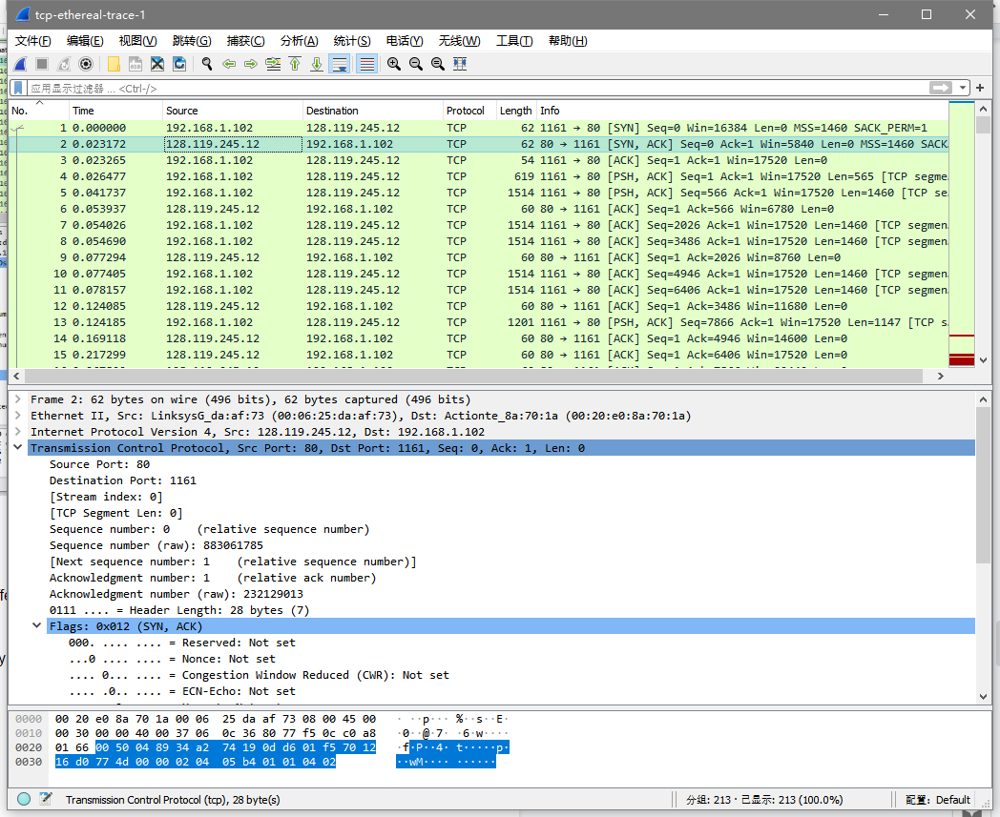 tcp-ethereal-trace-1
文件(F) 编辑(E) 视图(V) 跳转(G) 捕获(C) 分析(A) 统计(S) 电话(Y) 无线(W) 工具(T) 帮助(H)
应用显示过滤器 … <Ctrl-/>
No. Time Source Destination Protocol Length Info
1 0.000000 192.168.1.102 128.119.245.12 TCP 62 1161 → 80 [SYN] Seq=0 Win=16384 Len=0 MSS=1460 SACK_PERM=1
2 0.023172 128.119.245.12 192.168.1.102 TCP 62 80 → 1161 [SYN, ACK] Seq=0 Ack=1 Win=5840 Len=0 MSS=1460 SACK
3 0.023265 192.168.1.102 128.119.245.12 TCP 54 1161 → 80 [ACK] Seq=1 Ack=1 Win=17520 Len=0
4 0.026477 192.168.1.102 128.119.245.12 TCP 619 1161 → 80 [PSH, ACK] Seq=1 Ack=1 Win=17520 Len=565 [TCP segme
5 0.041737 192.168.1.102 128.119.245.12 TCP 1514 1161 → 80 [PSH, ACK] Seq=566 Ack=1 Win=17520 Len=1460 [TCP se
6 0.053937 128.119.245.12 192.168.1.102 TCP 60 80 → 1161 [ACK] Seq=1 Ack=566 Win=6780 Len=0
7 0.054026 192.168.1.102 128.119.245.12 TCP 1514 1161 → 80 [ACK] Seq=2026 Ack=1 Win=17520 Len=1460 [TCP segmen
8 0.054690 192.168.1.102 128.119.245.12 TCP 1514 1161 → 80 [ACK] Seq=3486 Ack=1 Win=17520 Len=1460 [TCP segmen
9 0.077294 128.119.245.12 192.168.1.102 TCP 60 80 → 1161 [ACK] Seq=1 Ack=2026 Win=8760 Len=0
10 0.077405 192.168.1.102 128.119.245.12 TCP 1514 1161 → 80 [ACK] Seq=4946 Ack=1 Win=17520 Len=1460 [TCP segmen
11 0.078157 192.168.1.102 128.119.245.12 TCP 1514 1161 → 80 [ACK] Seq=6406 Ack=1 Win=17520 Len=1460 [TCP segmen
12 0.124085 128.119.245.12 192.168.1.102 TCP 60 80 → 1161 [ACK] Seq=1 Ack=3486 Win=11680 Len=0
13 0.124185 192.168.1.102 128.119.245.12 TCP 1201 1161 → 80 [PSH, ACK] Seq=7866 Ack=1 Win=17520 Len=1147 [TCP s
14 0.169118 128.119.245.12 192.168.1.102 TCP 60 80 → 1161 [ACK] Seq=1 Ack=4946 Win=14600 Len=0
15 0.217299 128.119.245.12 192.168.1.102 TCP 60 80 → 1161 [ACK] Seq=1 Ack=6406 Win=17520 Len=0
Frame 2: 62 bytes on wire (496 bits), 62 bytes captured (496 bits)
Ethernet II, Src: LinksysG_da:af:73 (00:06:25:da:af:73), Dst: Actionte_8a:70:1a (00:20:e0:8a:70:1a)
Internet Protocol Version 4, Src: 128.119.245.12, Dst: 192.168.1.102
Transmission Control Protocol, Src Port: 80, Dst Port: 1161, Seq: 0, Ack: 1, Len: 0
Source Port: 80
Destination Port: 1161
[Stream index: 0]
[TCP Segment Len: 0]
Sequence number: 0 (relative sequence number)
Sequence number (raw): 883061785
[Next sequence number: 1 (relative sequence number)]
Acknowledgment number: 1 (relative ack number)
Acknowledgment number (raw): 232129013
0111 .... = Header Length: 28 bytes (7)
Flags: 0x012 (SYN, ACK)
000. .... .... = Reserved: Not set
...0 .... .... = Nonce: Not set
.... 0... .... = Congestion Window Reduced (CWR): Not set
.... .0.. .... = ECN-Echo: Not set
0000 00 20 e0 8a 70 1a 00 06 25 da af 73 08 00 45 00 · ··p··· %··s··E·
0010 00 30 00 00 40 00 37 06 0c 36 80 77 f5 0c c0 a8 ·0··@·7· ·6·w····
0020 01 66 00 50 04 89 34 a2 74 19 0d d6 01 f5 70 12 ·f·P··4· t·····p·
0030 16 d0 77 4d 00 00 02 04 05 b4 01 01 04 02 ··wM···· ······
Transmission Control Protocol (tcp), 28 byte(s) 分组: 213 · 已显示: 213 (100.0%) 配置: Default